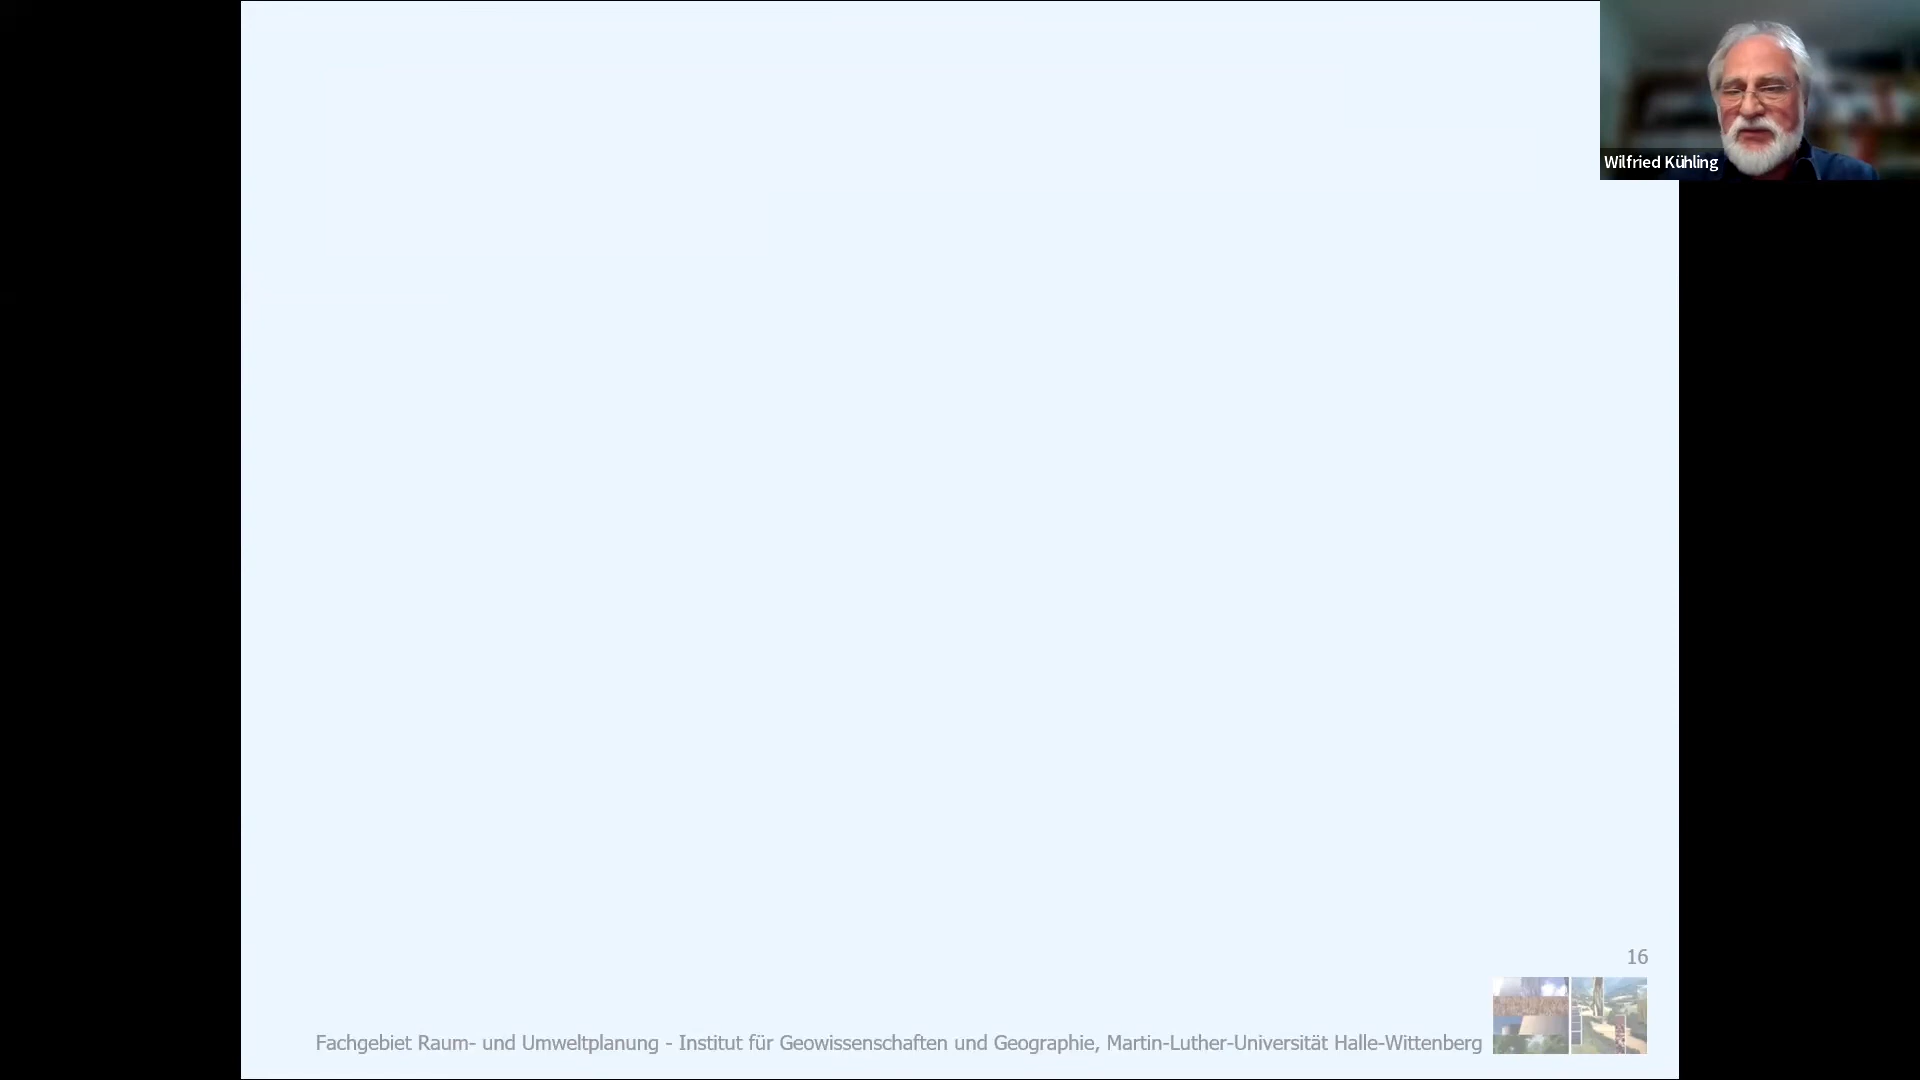 Wilfried Kühling
16
Fachgebiet Raum- und Umweltplanung - Institut für Geowissenschaften und Geographie, Martin-Luther-Universität Halle-Wittenberg